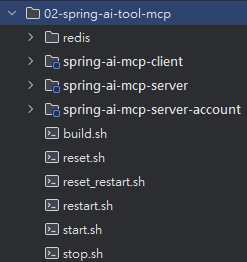 02-spring-ai-tool-mcp
redis
spring-ai-mcp-client
spring-ai-mcp-server
spring-ai-mcp-server-account
build.sh
reset.sh
reset_restart.sh
restart.sh
start.sh
stop.sh